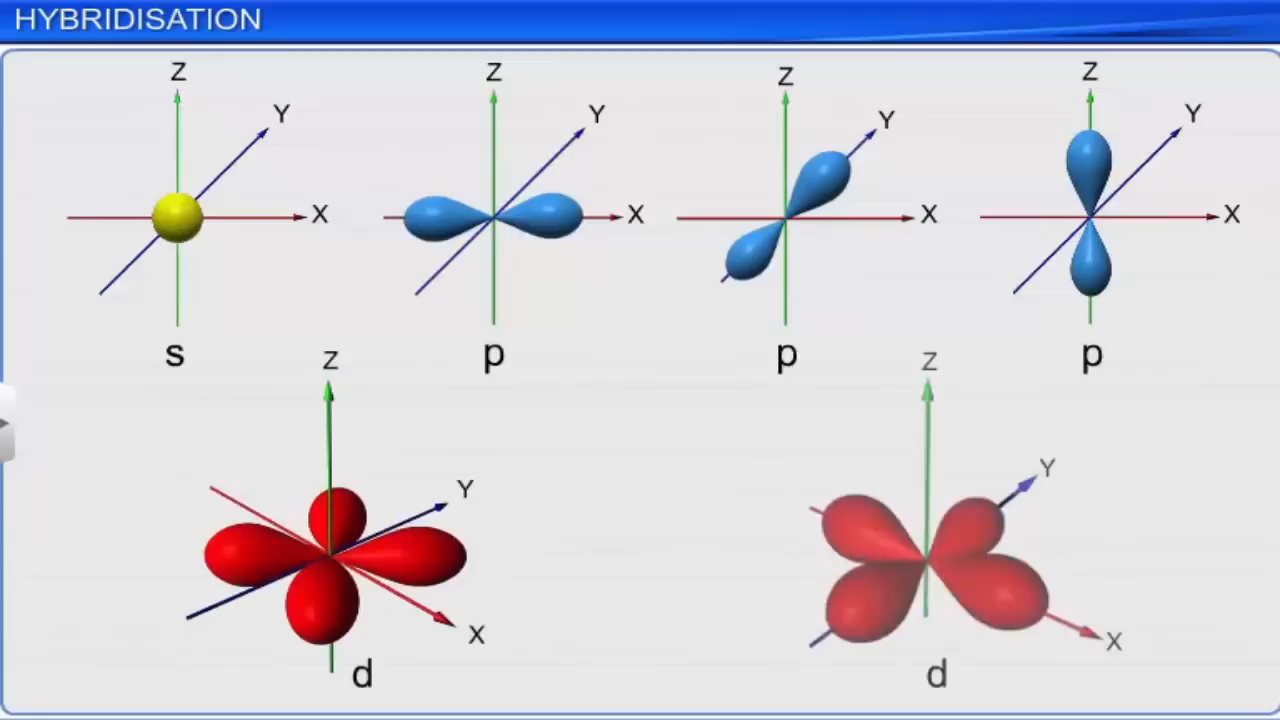 HYBRIDISATION
Z Z Z Z
Y Y Y Y
X X X X
s p p p
Z Z
Y Y
X X
d d